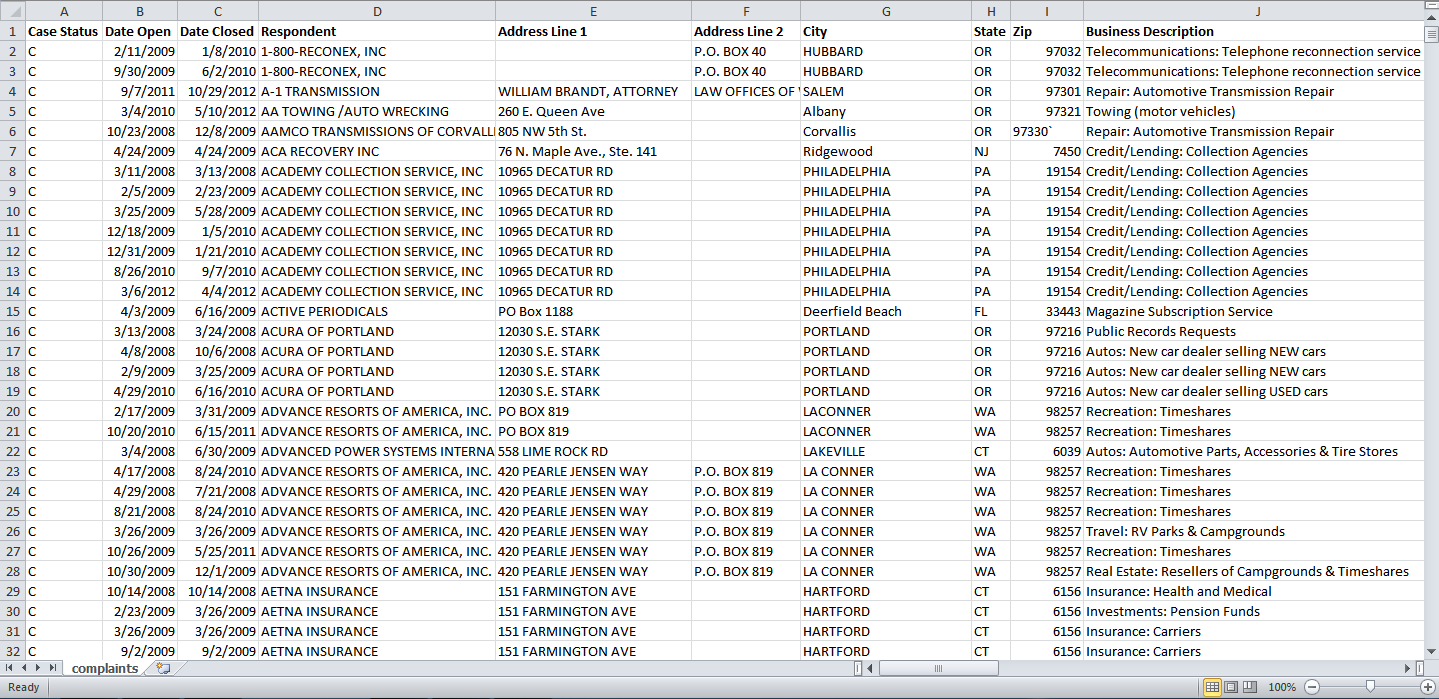 A B C D E F G H I J
1 Case Status Date Open Date Closed Respondent Address Line 1 Address Line 2 City State Zip Business Description
2 C 2/11/2009 1/8/2010 1-800-RECONEX, INC P.O. BOX 40 HUBBARD OR 97032 Telecommunications: Telephone reconnection service
3 C 9/30/2009 6/2/2010 1-800-RECONEX, INC P.O. BOX 40 HUBBARD OR 97032 Telecommunications: Telephone reconnection service
4 C 9/7/2011 10/29/2012 A-1 TRANSMISSION WILLIAM BRANDT, ATTORNEY LAW OFFICES OF SALEM OR 97301 Repair: Automotive Transmission Repair
5 C 3/4/2010 5/10/2012 AA TOWING /AUTO WRECKING 260 E. Queen Ave Albany OR 97321 Towing (motor vehicles)
6 C 10/23/2008 12/8/2009 AAMCO TRANSMISSIONS OF CORVALL 805 NW 5th St. Corvallis OR 97330` Repair: Automotive Transmission Repair
7 C 4/24/2009 4/24/2009 ACA RECOVERY INC 76 N. Maple Ave., Ste. 141 Ridgewood NJ 7450 Credit/Lending: Collection Agencies
8 C 3/11/2008 3/13/2008 ACADEMY COLLECTION SERVICE, INC 10965 DECATUR RD PHILADELPHIA PA 19154 Credit/Lending: Collection Agencies
9 C 2/5/2009 2/23/2009 ACADEMY COLLECTION SERVICE, INC 10965 DECATUR RD PHILADELPHIA PA 19154 Credit/Lending: Collection Agencies
10 C 3/25/2009 5/28/2009 ACADEMY COLLECTION SERVICE, INC 10965 DECATUR RD PHILADELPHIA PA 19154 Credit/Lending: Collection Agencies
11 C 12/18/2009 1/5/2010 ACADEMY COLLECTION SERVICE, INC 10965 DECATUR RD PHILADELPHIA PA 19154 Credit/Lending: Collection Agencies
12 C 12/31/2009 1/21/2010 ACADEMY COLLECTION SERVICE, INC 10965 DECATUR RD PHILADELPHIA PA 19154 Credit/Lending: Collection Agencies
13 C 8/26/2010 9/7/2010 ACADEMY COLLECTION SERVICE, INC 10965 DECATUR RD PHILADELPHIA PA 19154 Credit/Lending: Collection Agencies
14 C 3/6/2012 4/4/2012 ACADEMY COLLECTION SERVICE, INC 10965 DECATUR RD PHILADELPHIA PA 19154 Credit/Lending: Collection Agencies
15 C 4/3/2009 6/16/2009 ACTIVE PERIODICALS PO Box 1188 Deerfield Beach FL 33443 Magazine Subscription Service
16 C 3/13/2008 3/24/2008 ACURA OF PORTLAND 12030 S.E. STARK PORTLAND OR 97216 Public Records Requests
17 C 4/8/2008 10/6/2008 ACURA OF PORTLAND 12030 S.E. STARK PORTLAND OR 97216 Autos: New car dealer selling NEW cars
18 C 2/9/2009 3/25/2009 ACURA OF PORTLAND 12030 S.E. STARK PORTLAND OR 97216 Autos: New car dealer selling NEW cars
19 C 4/29/2010 6/16/2010 ACURA OF PORTLAND 12030 S.E. STARK PORTLAND OR 97216 Autos: New car dealer selling USED cars
20 C 2/17/2009 3/31/2009 ADVANCE RESORTS OF AMERICA, INC. PO BOX 819 LACONNER WA 98257 Recreation: Timeshares
21 C 10/20/2010 6/15/2011 ADVANCE RESORTS OF AMERICA, INC. PO BOX 819 LACONNER WA 98257 Recreation: Timeshares
22 C 3/4/2008 6/30/2009 ADVANCED POWER SYSTEMS INTERNA 558 LIME ROCK RD LAKEVILLE CT 6039 Autos: Automotive Parts, Accessories & Tire Stores
23 C 4/17/2008 8/24/2010 ADVANCE RESORTS OF AMERICA, INC. 420 PEARLE JENSEN WAY P.O. BOX 819 LA CONNER WA 98257 Recreation: Timeshares
24 C 4/29/2008 7/21/2008 ADVANCE RESORTS OF AMERICA, INC. 420 PEARLE JENSEN WAY P.O. BOX 819 LA CONNER WA 98257 Recreation: Timeshares
25 C 8/21/2008 8/24/2010 ADVANCE RESORTS OF AMERICA, INC. 420 PEARLE JENSEN WAY P.O. BOX 819 LA CONNER WA 98257 Recreation: Timeshares
26 C 3/26/2009 3/26/2009 ADVANCE RESORTS OF AMERICA, INC. 420 PEARLE JENSEN WAY P.O. BOX 819 LA CONNER WA 98257 Travel: RV Parks & Campgrounds
27 C 10/26/2009 5/25/2011 ADVANCE RESORTS OF AMERICA, INC. 420 PEARLE JENSEN WAY P.O. BOX 819 LA CONNER WA 98257 Recreation: Timeshares
28 C 10/30/2009 12/1/2009 ADVANCE RESORTS OF AMERICA, INC. 420 PEARLE JENSEN WAY P.O. BOX 819 LA CONNER WA 98257 Real Estate: Resellers of Campgrounds & Timeshares
29 C 10/14/2008 10/14/2008 AETNA INSURANCE 151 FARMINGTON AVE HARTFORD CT 6156 Insurance: Health and Medical
30 C 2/23/2009 3/26/2009 AETNA INSURANCE 151 FARMINGTON AVE HARTFORD CT 6156 Investments: Pension Funds
31 C 3/26/2009 3/26/2009 AETNA INSURANCE 151 FARMINGTON AVE HARTFORD CT 6156 Insurance: Carriers
32 C 9/2/2009 9/2/2009 AETNA INSURANCE 151 FARMINGTON AVE HARTFORD CT 6156 Insurance: Carriers
complaints
Ready 100%